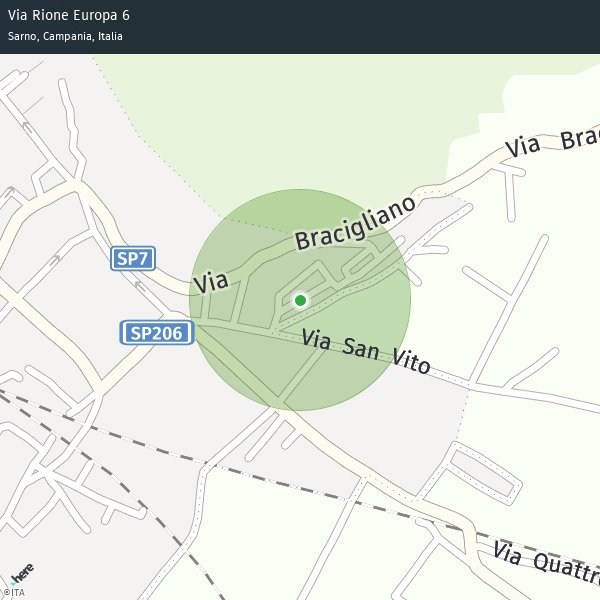 Via Rione Europa 6
Sarno, Campania, Italia
Via Brac
Via Bracigliano
SP7
SP206
Via San Vito
Via Quattr
here
©ITA